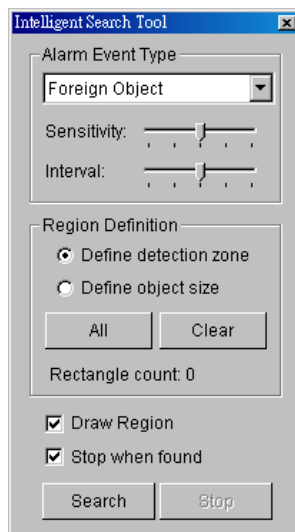 Intelligent Search Tool
Alarm Event Type
Foreign Object
Sensitivity:
Interval:
Region Definition
Define detection zone
Define object size
All Clear
Rectangle count: 0
Draw Region
Stop when found
Search Stop